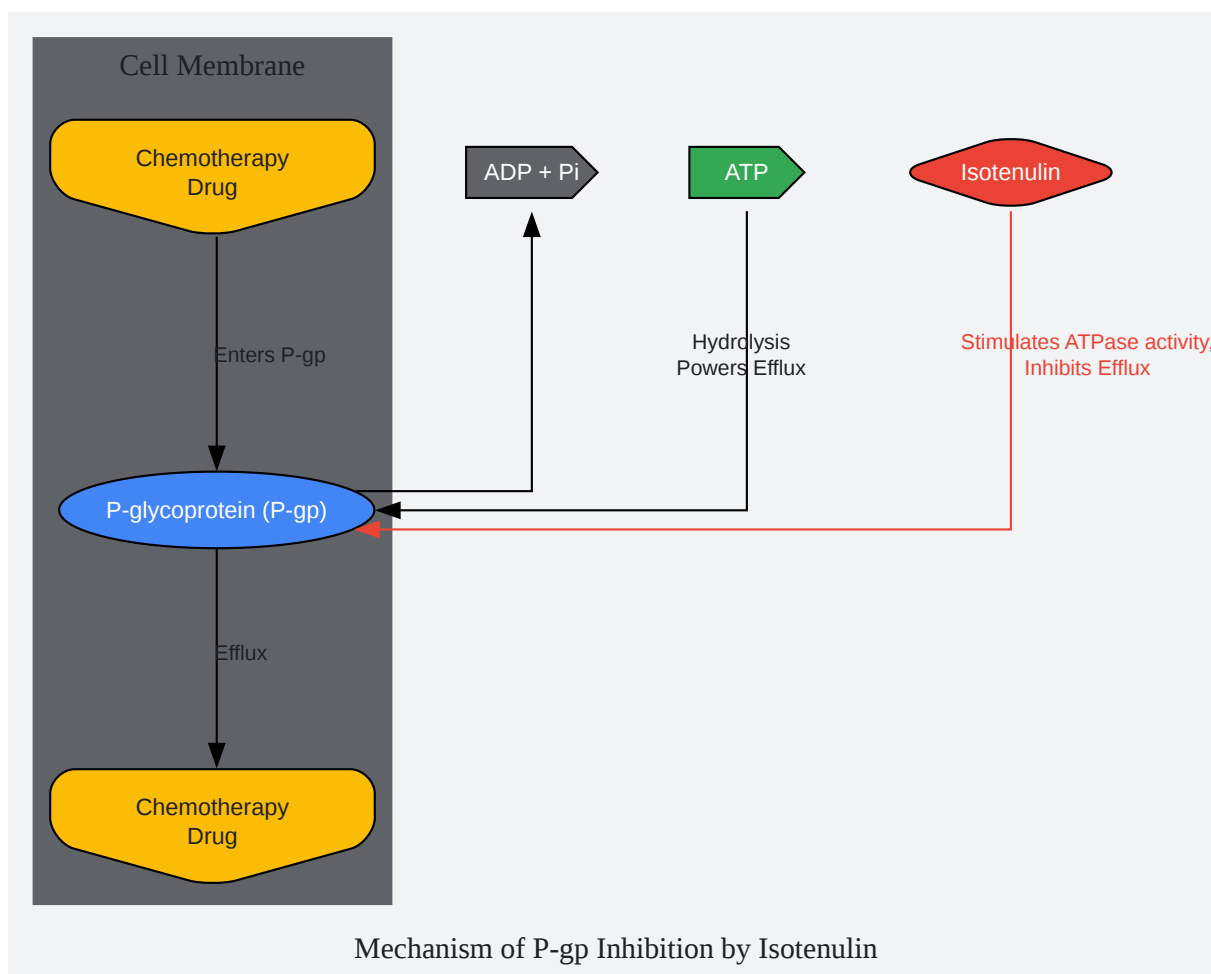 Cell Membrane
Chemotherapy
Drug
ADP + Pi
ATP
Isotenulin
Enters P-gp
Hydrolysis
Powers Efflux
Stimulates ATPase activity,
Inhibits Efflux
P-glycoprotein (P-gp)
Efflux
Chemotherapy
Drug
Mechanism of P-gp Inhibition by Isotenulin